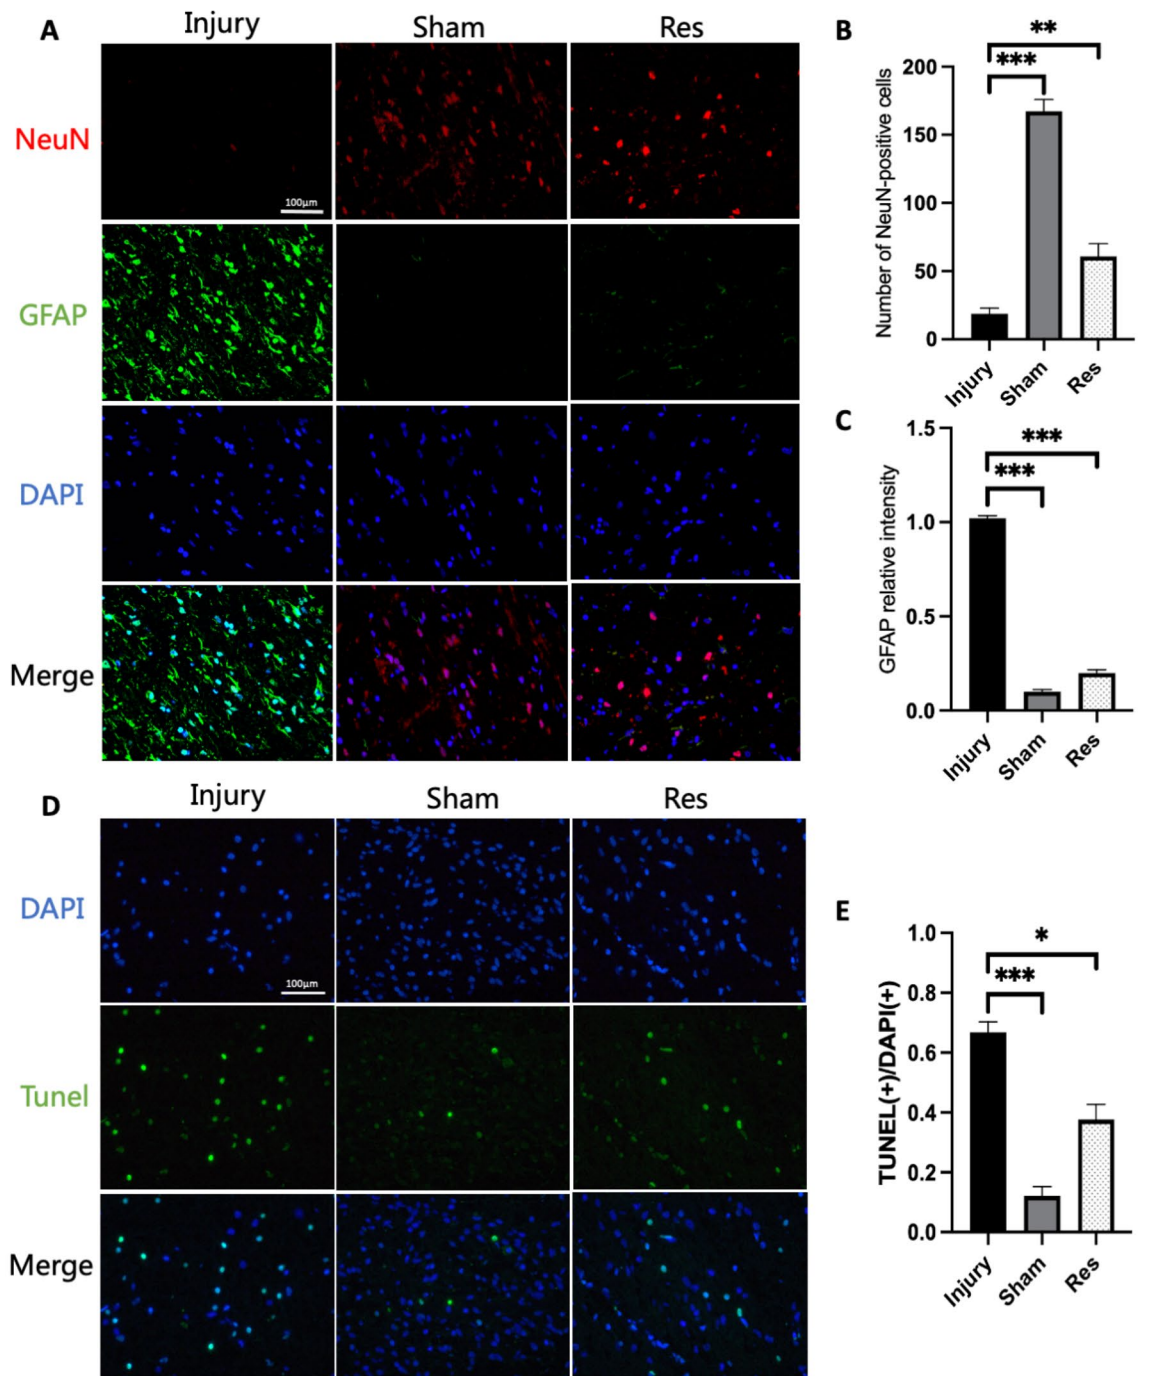 A
Injury
Sham
Res
NeuN
100μm
GFAP
DAPI
Merge
B
**
***
Number of NeuN-positive cells
200
150
100
50
0
Injury
Sham
Res
C
***
***
GFAP relative intensity
1.5
1.0
0.5
0.0
Injury
Sham
Res
D
Injury
Sham
Res
DAPI
100μm
Tunel
Merge
E
*
***
TUNEL(+)/DAPI(+)
1.0
0.8
0.6
0.4
0.2
0.0
Injury
Sham
Res